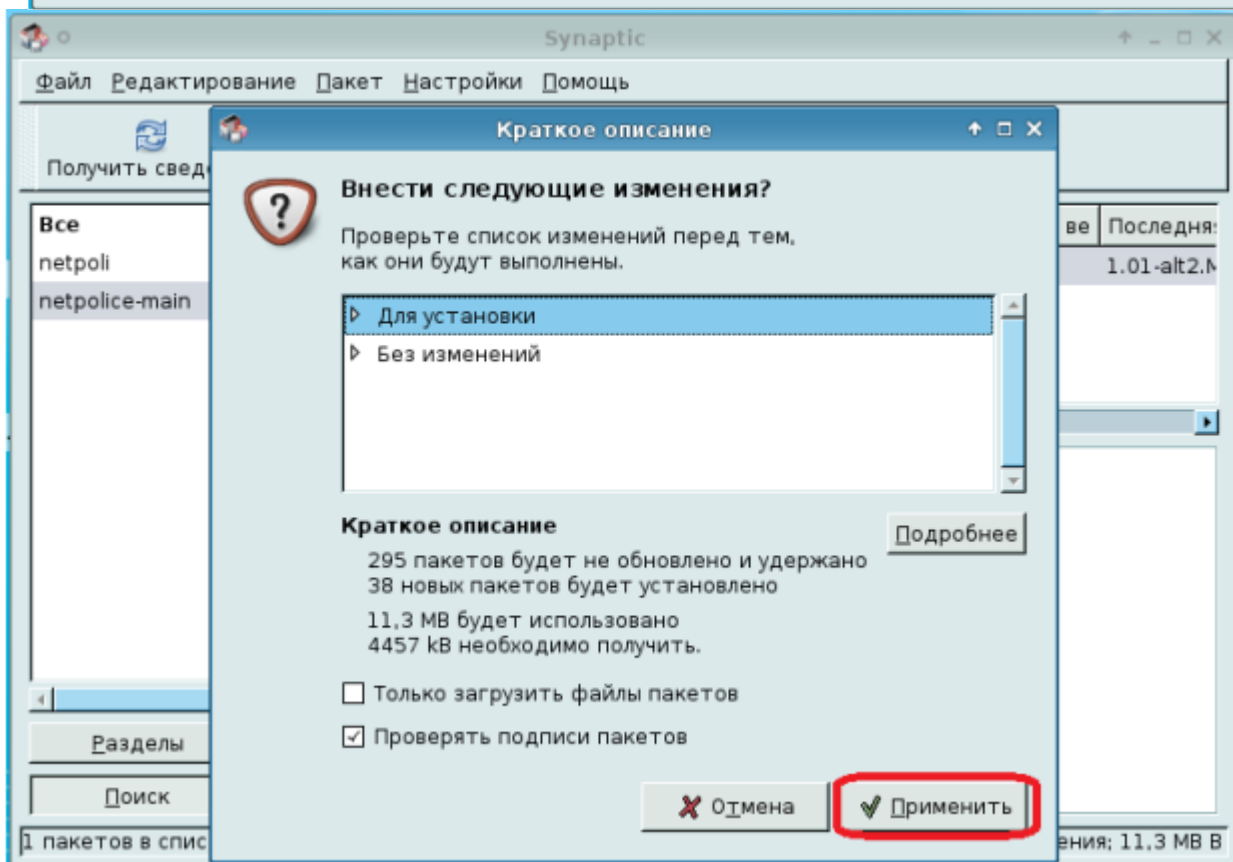 Synaptic
Файл Редактирование Пакет Настройки Помощь
Получить
Краткое описание
Внести следующие изменения?
Проверьте список изменений перед тем,
как они будут выполнены.
Все
netpoli
netpolice-main
ве
1.01-alt2.
Для установки
Без изменений
Краткое описание
Подробнее
295 пакетов будет не обновлено и удержано
38 новых пакетов будет установлено
11,3 MB будет использовано
4457 kB необходимо получить.
Только загрузить файлы пакетов
Проверять подписи пакетов
Разделы
Поиск
Отмена
Применить
1 пакетов в спис
ения; 11,3 MB В